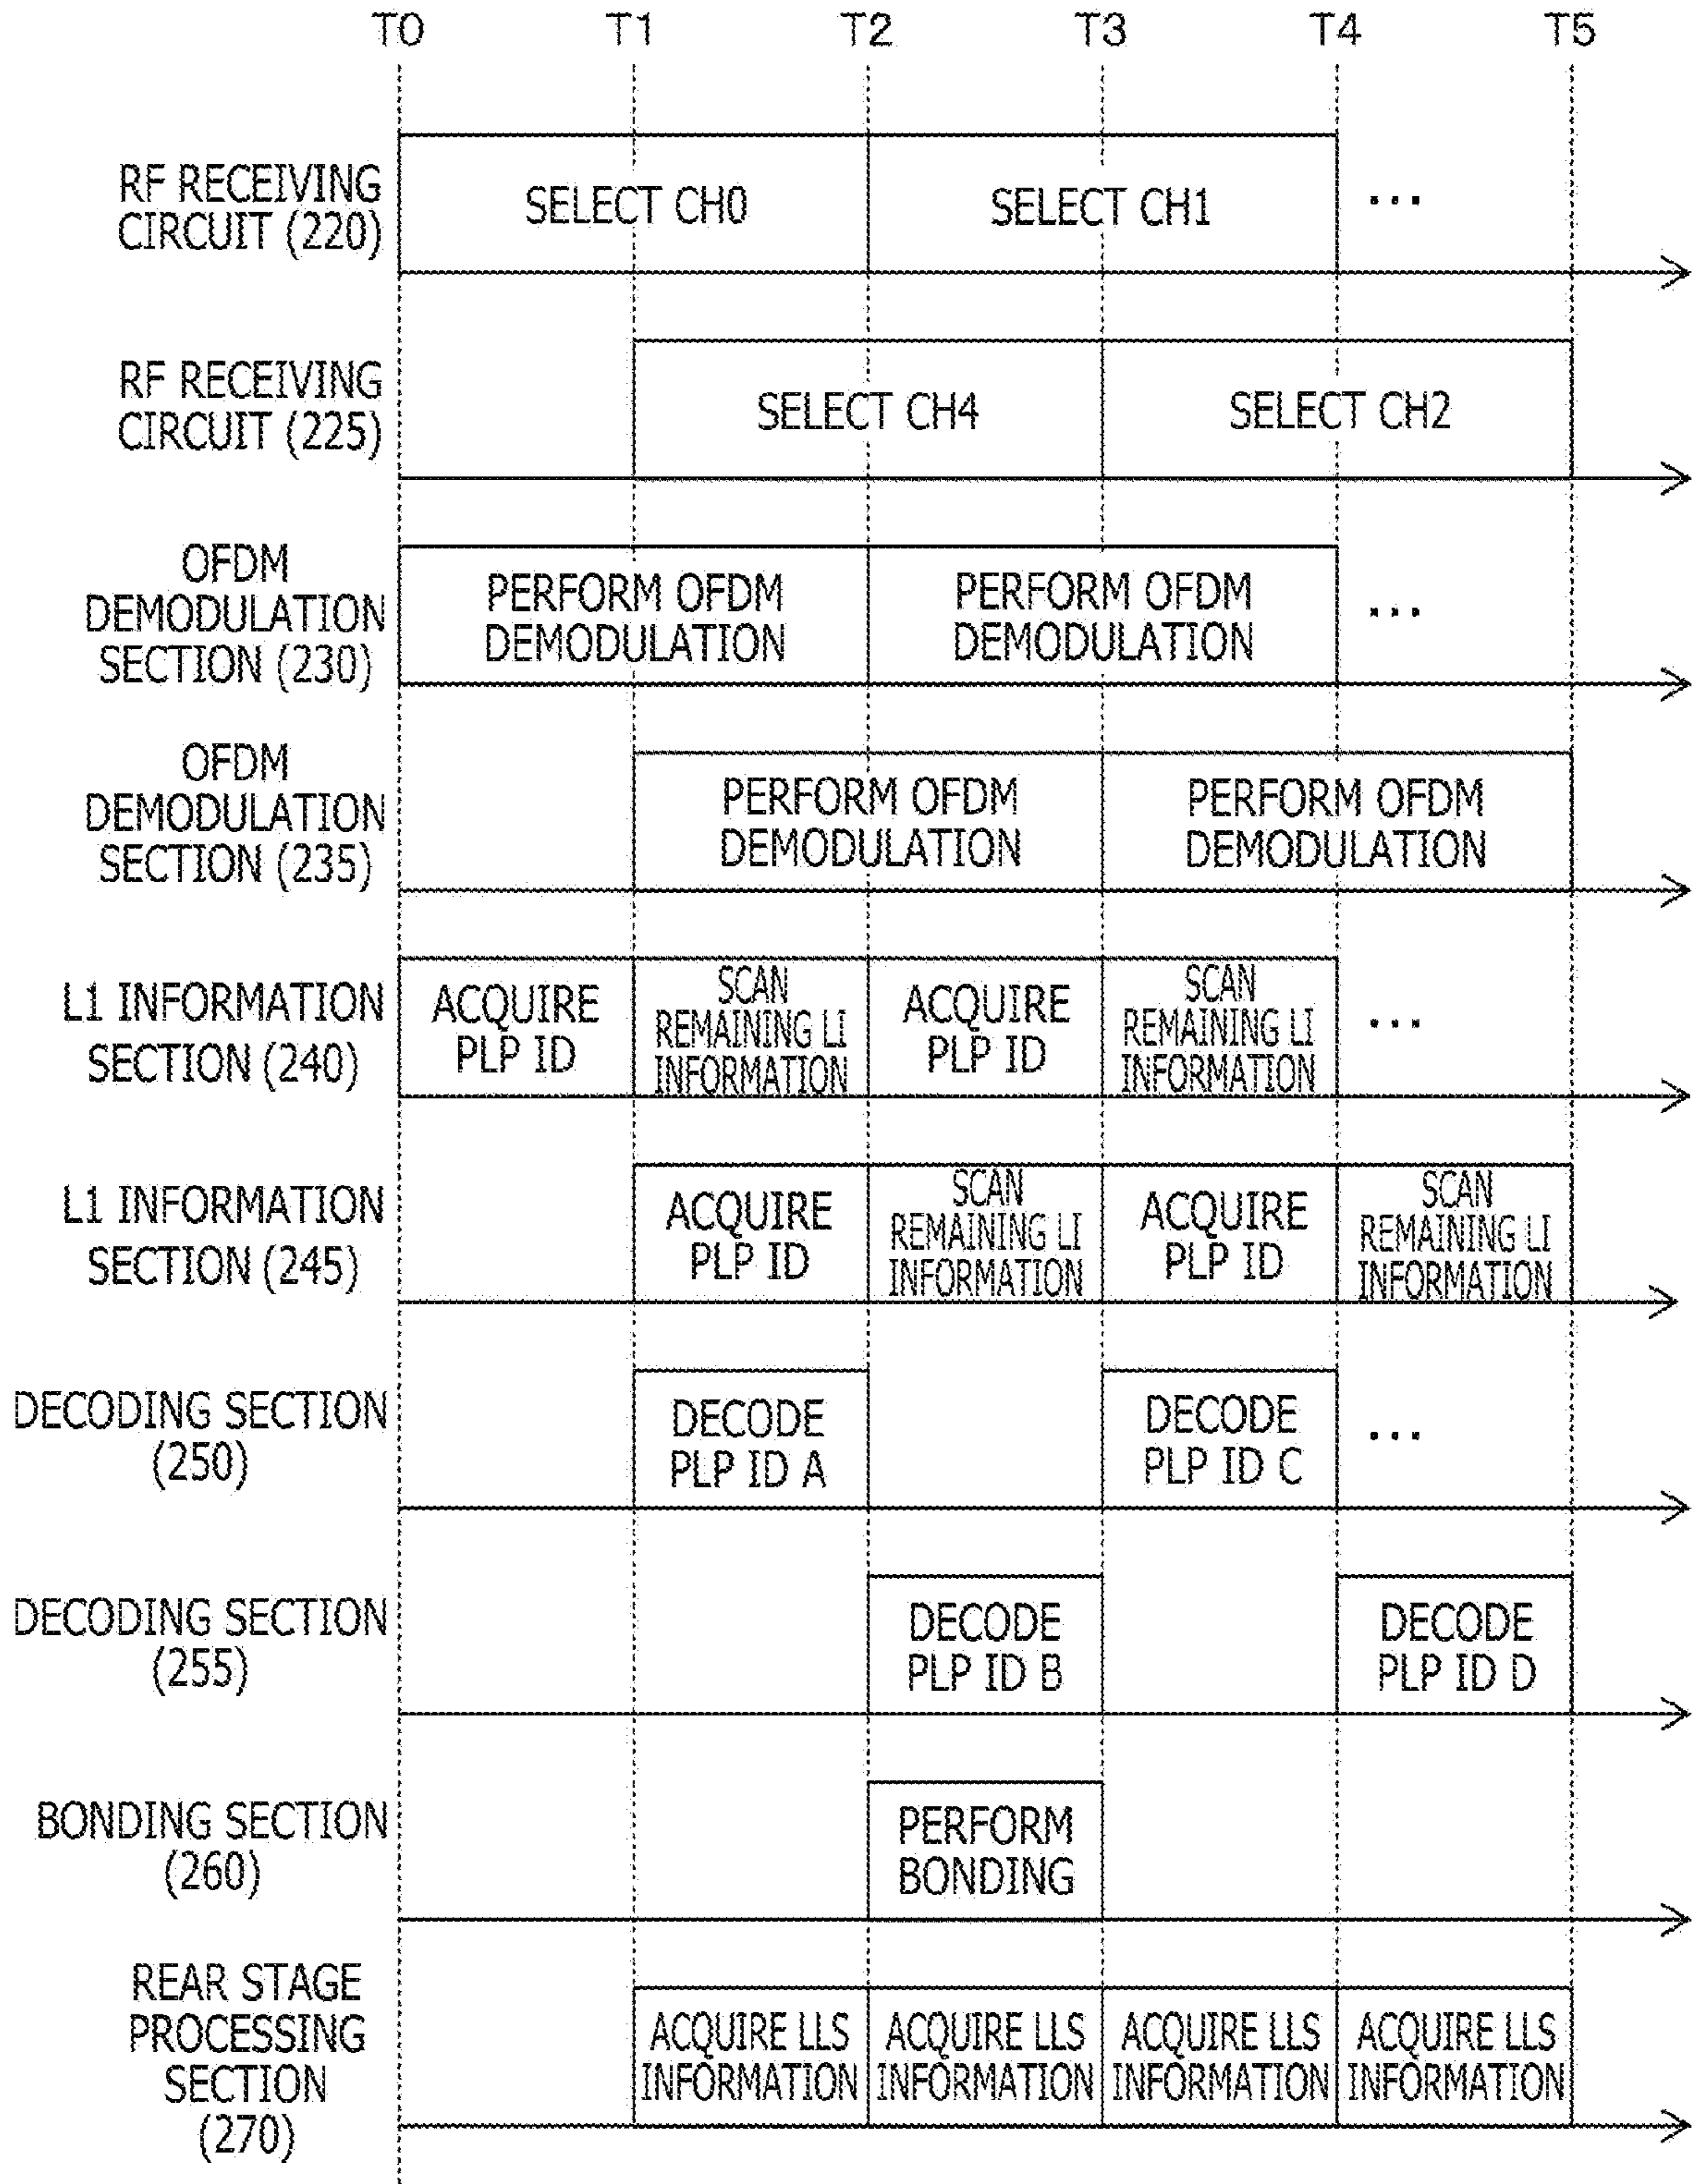 T0 T1 T2 T3 T4 T5
RF RECEIVING
CIRCUIT (220)
SELECT CH0
SELECT CH1
...
RF RECEIVING
CIRCUIT (225)
SELECT CH4
SELECT CH2
OFDM
DEMODULATION
SECTION (230)
PERFORM OFDM
DEMODULATION
PERFORM OFDM
DEMODULATION
...
OFDM
DEMODULATION
SECTION (235)
PERFORM OFDM
DEMODULATION
PERFORM OFDM
DEMODULATION
L1 INFORMATION
SECTION (240)
ACQUIRE
PLP ID
SCAN
REMAINING LI
INFORMATION
ACQUIRE
PLP ID
SCAN
REMAINING LI
INFORMATION
...
L1 INFORMATION
SECTION (245)
ACQUIRE
PLP ID
SCAN
REMAINING LI
INFORMATION
ACQUIRE
PLP ID
SCAN
REMAINING LI
INFORMATION
DECODING SECTION
(250)
DECODE
PLP ID A
DECODE
PLP ID C
...
DECODING SECTION
(255)
DECODE
PLP ID B
DECODE
PLP ID D
BONDING SECTION
(260)
PERFORM
BONDING
REAR STAGE
PROCESSING
SECTION
(270)
ACQUIRE LLS
INFORMATION
ACQUIRE LLS
INFORMATION
ACQUIRE LLS
INFORMATION
ACQUIRE LLS
INFORMATION